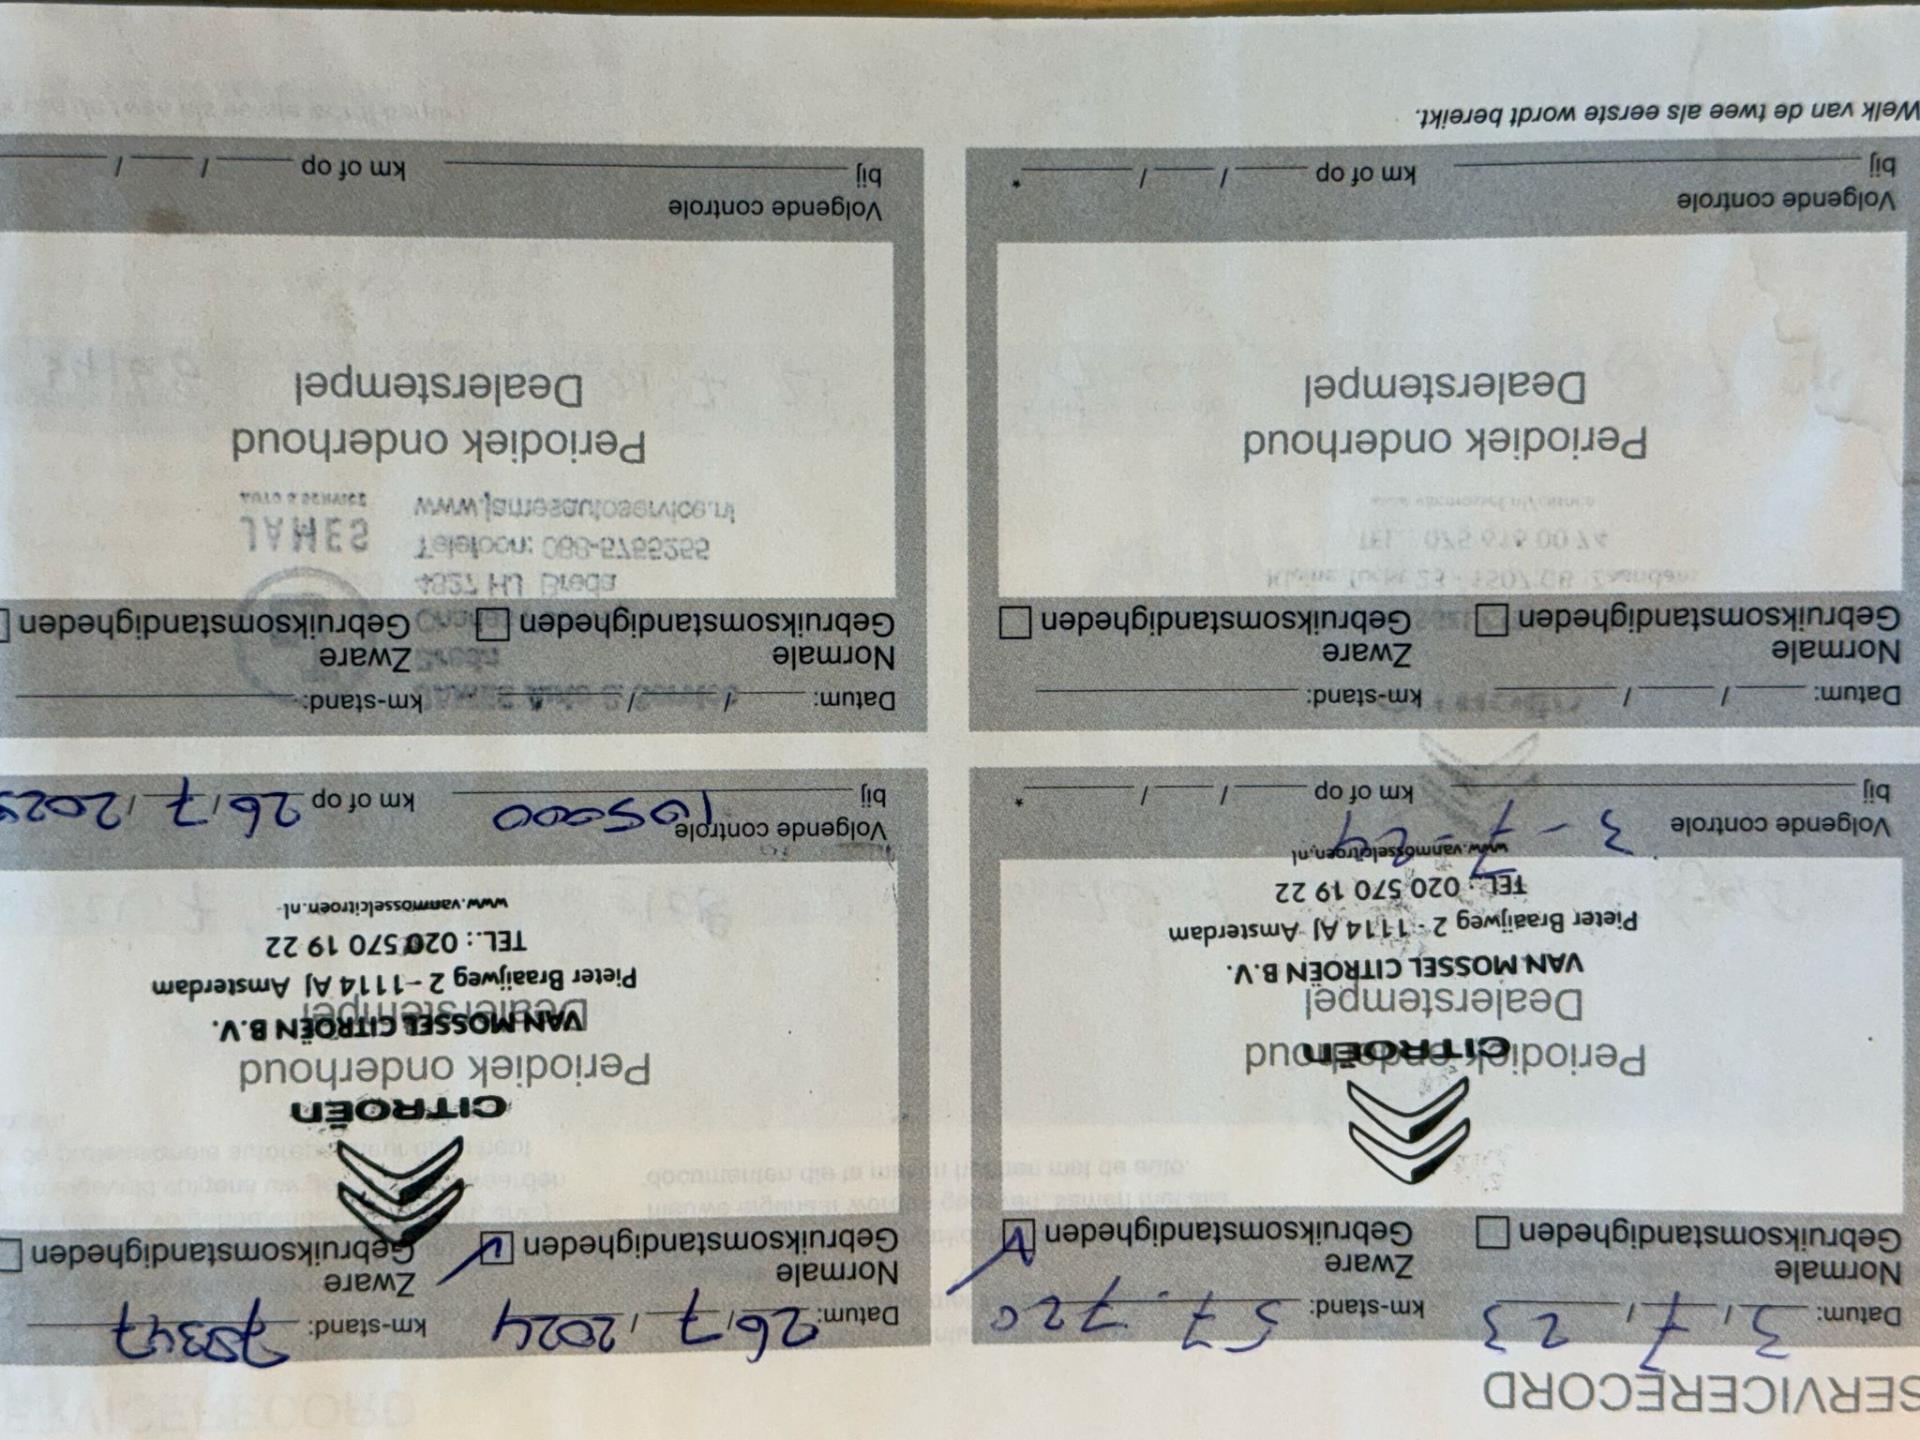 SERVICERECORD
Datum: 3 / 7 / 23 km-stand: 57.720
Normale Gebruiksomstandigheden
Zware Gebruiksomstandigheden
CITROËN
Periodiek onderhoud
Dealerstempel
VAN MOSSEL CITROËN B.V.
Pieter Braaijweg 2 - 1114 AJ Amsterdam
TEL.: 020 570 19 22
www.vanmosselcitroen.nl
Volgende controle 3 - 7 - 24
bij km of op / / *
Datum: 26 / 7 / 2024 km-stand:
Normale Gebruiksomstandigheden
Zware Gebruiksomstandigheden
CITROËN
Periodiek onderhoud
Dealerstempel
VAN MOSSEL CITROËN B.V.
Pieter Braaijweg 2 - 1114 AJ Amsterdam
TEL.: 020 570 19 22
www.vanmosselcitroen.nl
Volgende controle
bij 105000 km of op 26 / 7 / 2025
Datum: / / km-stand:
Normale Gebruiksomstandigheden
Zware Gebruiksomstandigheden
Periodiek onderhoud
Dealerstempel
Volgende controle
bij km of op / / *
Datum: / / km-stand:
Normale Gebruiksomstandigheden
Zware Gebruiksomstandigheden
Periodiek onderhoud
Dealerstempel
Volgende controle
bij km of op / /
Welk van de twee als eerste wordt bereikt.